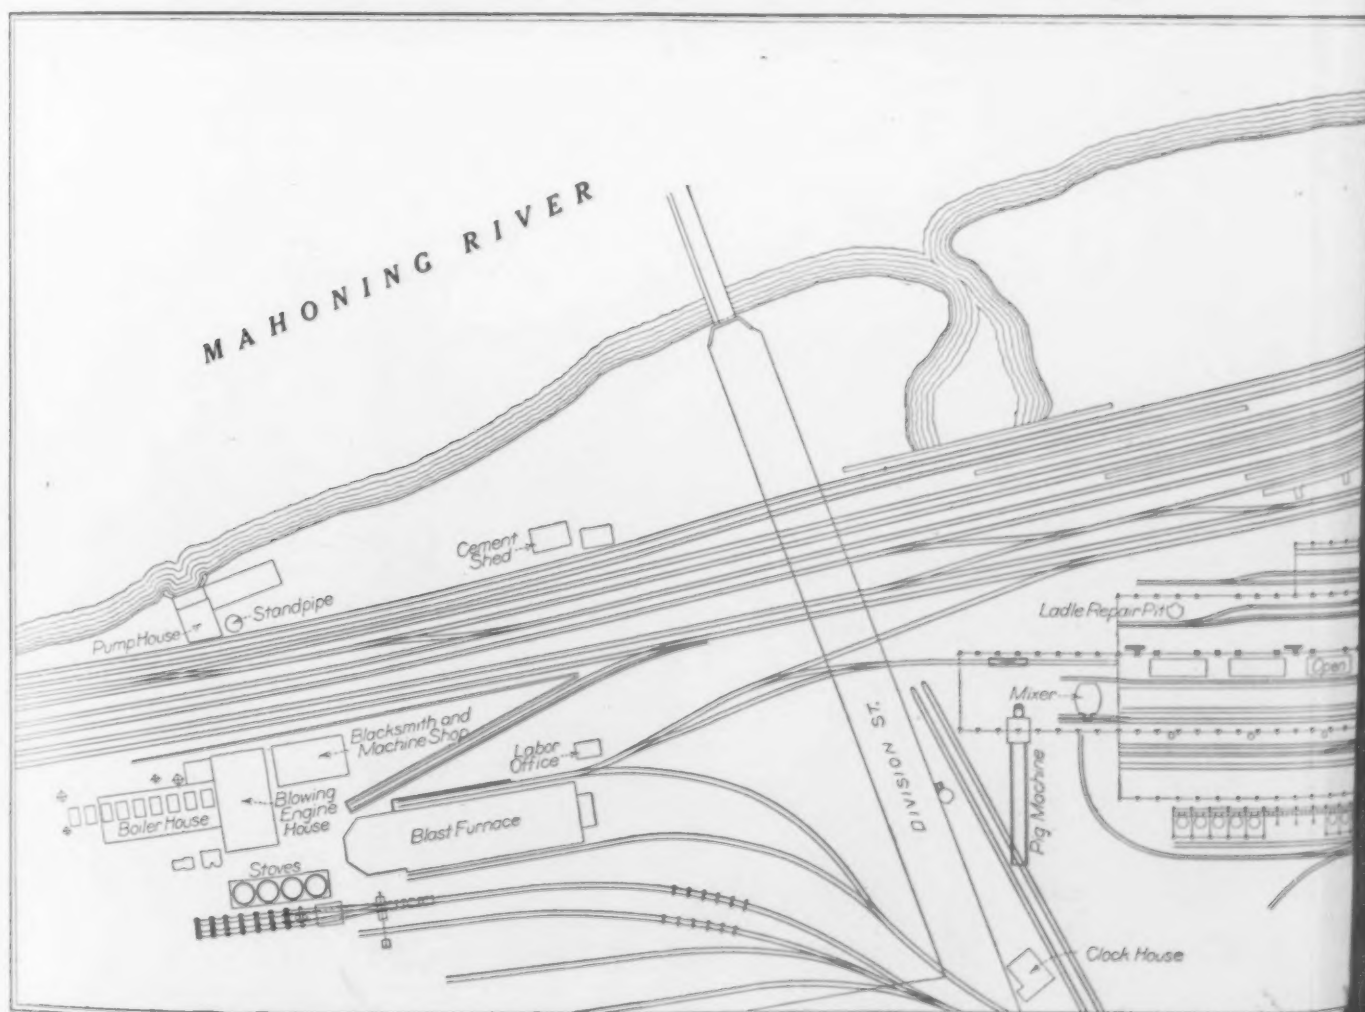 MAHONING RIVER
Cement
Shed
Standpipe
Pump House
Ladle Repair Pit
Open
Mixer
Blacksmith and
Machine Shop
Labor
Office
DIVISION ST.
Pig Machine
Blowing
Engine
House
Boiler House
Blast Furnace
Stoves
Clock House